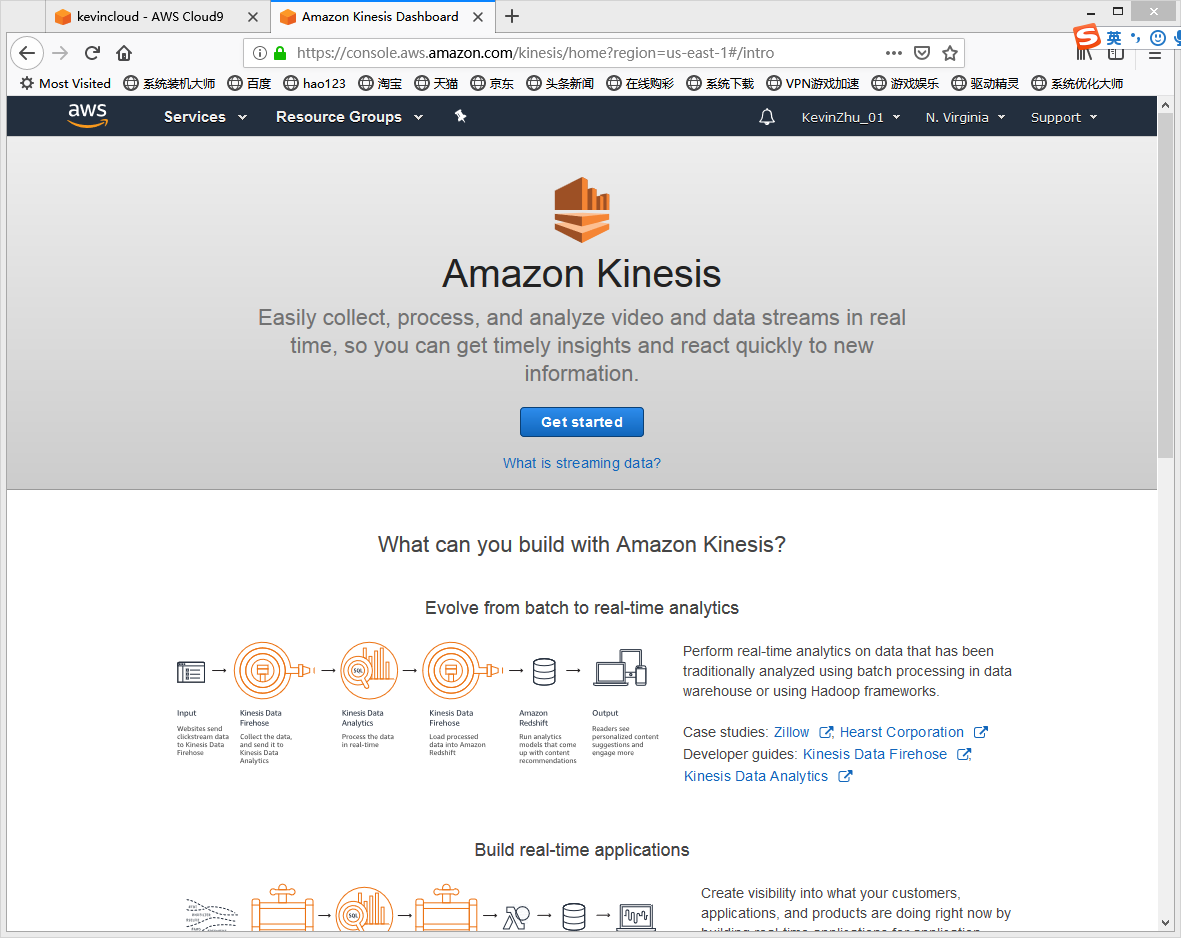 kevincloud - AWS Cloud9
Amazon Kinesis Dashboard
https://console.aws.amazon.com/kinesis/home?region=us-east-1#/intro
英
Most Visited 系统装机大师 百度 hao123 淘宝 天猫 京东 头条新闻 在线购彩 系统下载 VPN游戏加速 游戏娱乐 驱动精灵 系统优化大师
aws Services Resource Groups KevinZhu_01 N. Virginia Support
Amazon Kinesis
Easily collect, process, and analyze video and data streams in real
time, so you can get timely insights and react quickly to new
information.
Get started
What is streaming data?
What can you build with Amazon Kinesis?
Evolve from batch to real-time analytics
SQL
Input
Websites send
clickstream data
to Kinesis Data
Firehose
Kinesis Data
Firehose
Collect the data,
and send it to
Kinesis Data
Analytics
Kinesis Data
Analytics
Process the data
in real-time
Kinesis Data
Firehose
Load processed
data into Amazon
Redshift
Amazon
Redshift
Run analytics
models that come
up with content
recommendations
Output
Readers see
personalized content
suggestions and
engage more
Perform real-time analytics on data that has been
traditionally analyzed using batch processing in data
warehouse or using Hadoop frameworks.
Case studies: Zillow , Hearst Corporation
Developer guides: Kinesis Data Firehose ,
Kinesis Data Analytics
Build real-time applications
SQL
Create visibility into what your customers,
applications, and products are doing right now by
building real-time applications for application